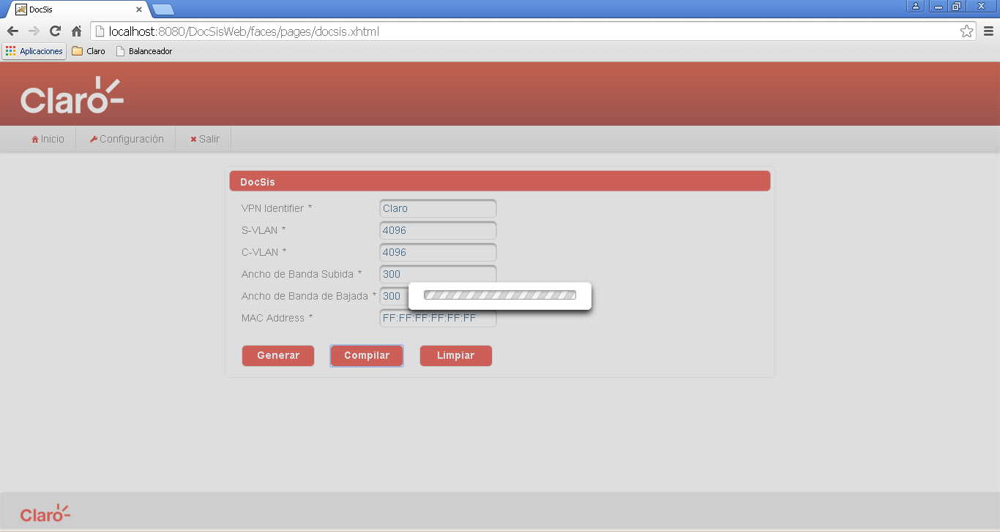 DocSis
localhost:8080/DocSisWeb/faces/pages/docsis.xhtml
Aplicaciones Claro Balanceador
Claro
Inicio Configuración Salir
DocSis
VPN Identifier * Claro
S-VLAN * 4096
C-VLAN * 4096
Ancho de Banda Subida * 300
Ancho de Banda de Bajada * 300
MAC Address * FF:FF:FF:FF:FF:FF
Generar Compilar Limpiar
Claro